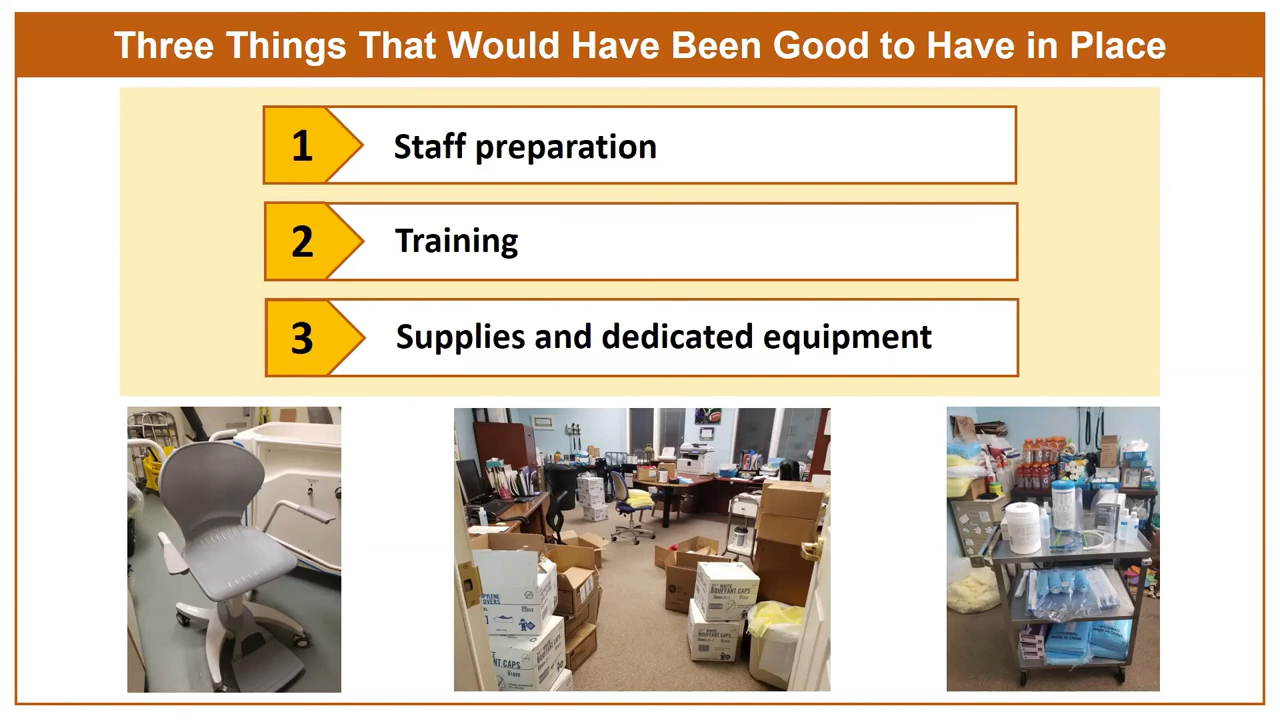 Three Things That Would Have Been Good to Have in Place
1
Staff preparation
2
Training
3
Supplies and dedicated equipment
BOUFFANT CAPS
BOUFFANT CAPS
CAPS